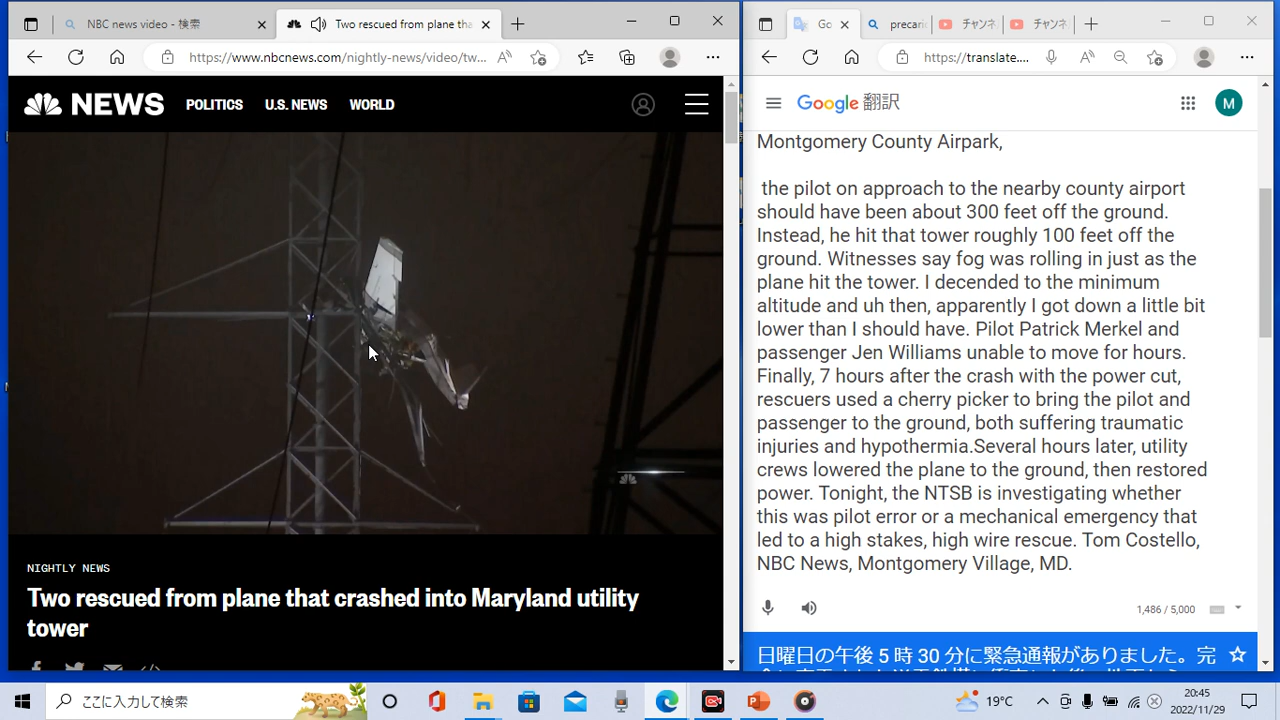 NBC news video - 検索
Two rescued from plane tha
https://www.nbcnews.com/nightly-news/video/tw...
NEWS
POLITICS
U.S. NEWS
WORLD
NIGHTLY NEWS
Two rescued from plane that crashed into Maryland utility
tower
Go
precari
チャンネ
チャンネ
https://translate....
Google 翻訳
M
Montgomery County Airpark,
the pilot on approach to the nearby county airport
should have been about 300 feet off the ground.
Instead, he hit that tower roughly 100 feet off the
ground. Witnesses say fog was rolling in just as the
plane hit the tower. I decended to the minimum
altitude and uh then, apparently I got down a little bit
lower than I should have. Pilot Patrick Merkel and
passenger Jen Williams unable to move for hours.
Finally, 7 hours after the crash with the power cut,
rescuers used a cherry picker to bring the pilot and
passenger to the ground, both suffering traumatic
injuries and hypothermia.Several hours later, utility
crews lowered the plane to the ground, then restored
power. Tonight, the NTSB is investigating whether
this was pilot error or a mechanical emergency that
led to a high stakes, high wire rescue. Tom Costello,
NBC News, Montgomery Village, MD.
1,486 / 5,000
日曜日の午後 5 時 30 分に緊急通報がありました。完
ここに入力して検索
19°C
20:45
2022/11/29